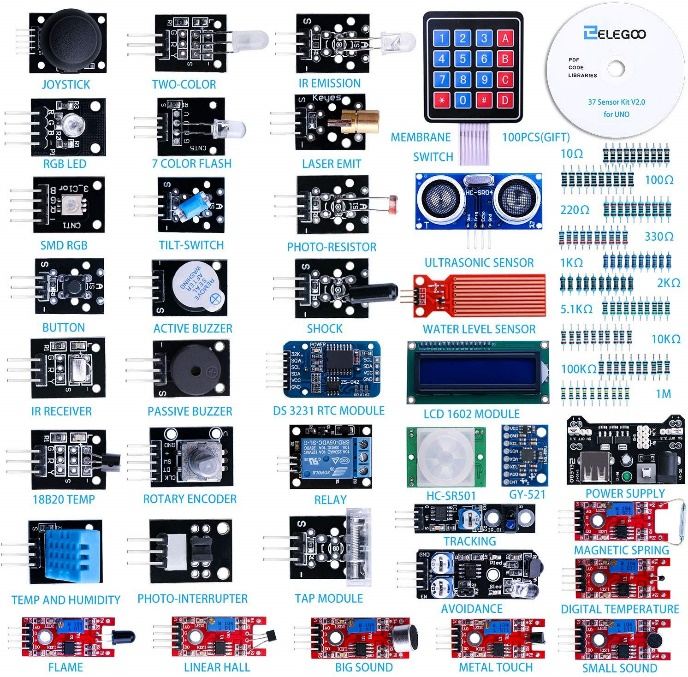 ELEGOO
PDF
CODE
LIBRARIES
37 Sensor Kit V2.0
for UNO
1 2 3 A
4 5 6 B
7 8 9 C
* 0 # D
JOYSTICK
TWO-COLOR
IR EMISSION
MEMBRANE
SWITCH
100PCS(GIFT)
Keyes
RGB LED
7 COLOR FLASH
LASER EMIT
10Ω
100Ω
220Ω
330Ω
1KΩ
2KΩ
5.1KΩ
10KΩ
100KΩ
1M
HC-SR04
SMD RGB
TILT-SWITCH
PHOTO-RESISTOR
ULTRASONIC SENSOR
BUTTON
ACTIVE BUZZER
SHOCK
WATER LEVEL SENSOR
IR RECEIVER
PASSIVE BUZZER
DS 3231 RTC MODULE
LCD 1602 MODULE
18B20 TEMP
ROTARY ENCODER
RELAY
HC-SR501
GY-521
POWER SUPPLY
TRACKING
MAGNETIC SPRING
TEMP AND HUMIDITY
PHOTO-INTERRUPTER
TAP MODULE
AVOIDANCE
DIGITAL TEMPERATURE
FLAME
LINEAR HALL
BIG SOUND
METAL TOUCH
SMALL SOUND